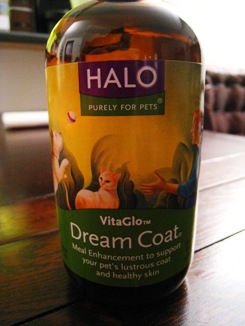 HALO
PURELY FOR PETS®
VitaGlo™
Dream Coat®
Meal Enhancement to support
your pet's lustrous coat
and healthy skin